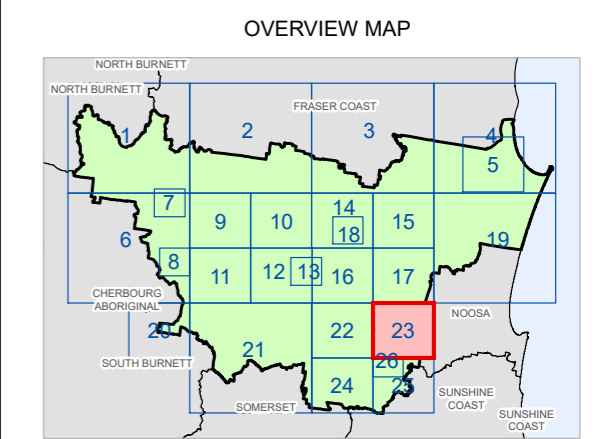 OVERVIEW MAP
NORTH BURNETT
NORTH BURNETT
FRASER COAST
1
2
3
4
5
7
14
6
9
10
18
15
19
8
11
12
13
16
17
CHERBOURG
ABORIGINAL
NOOSA
20
22
23
SOUTH BURNETT
21
26
24
25
SUNSHINE
COAST
SOMERSET
SUNSHINE
COAST